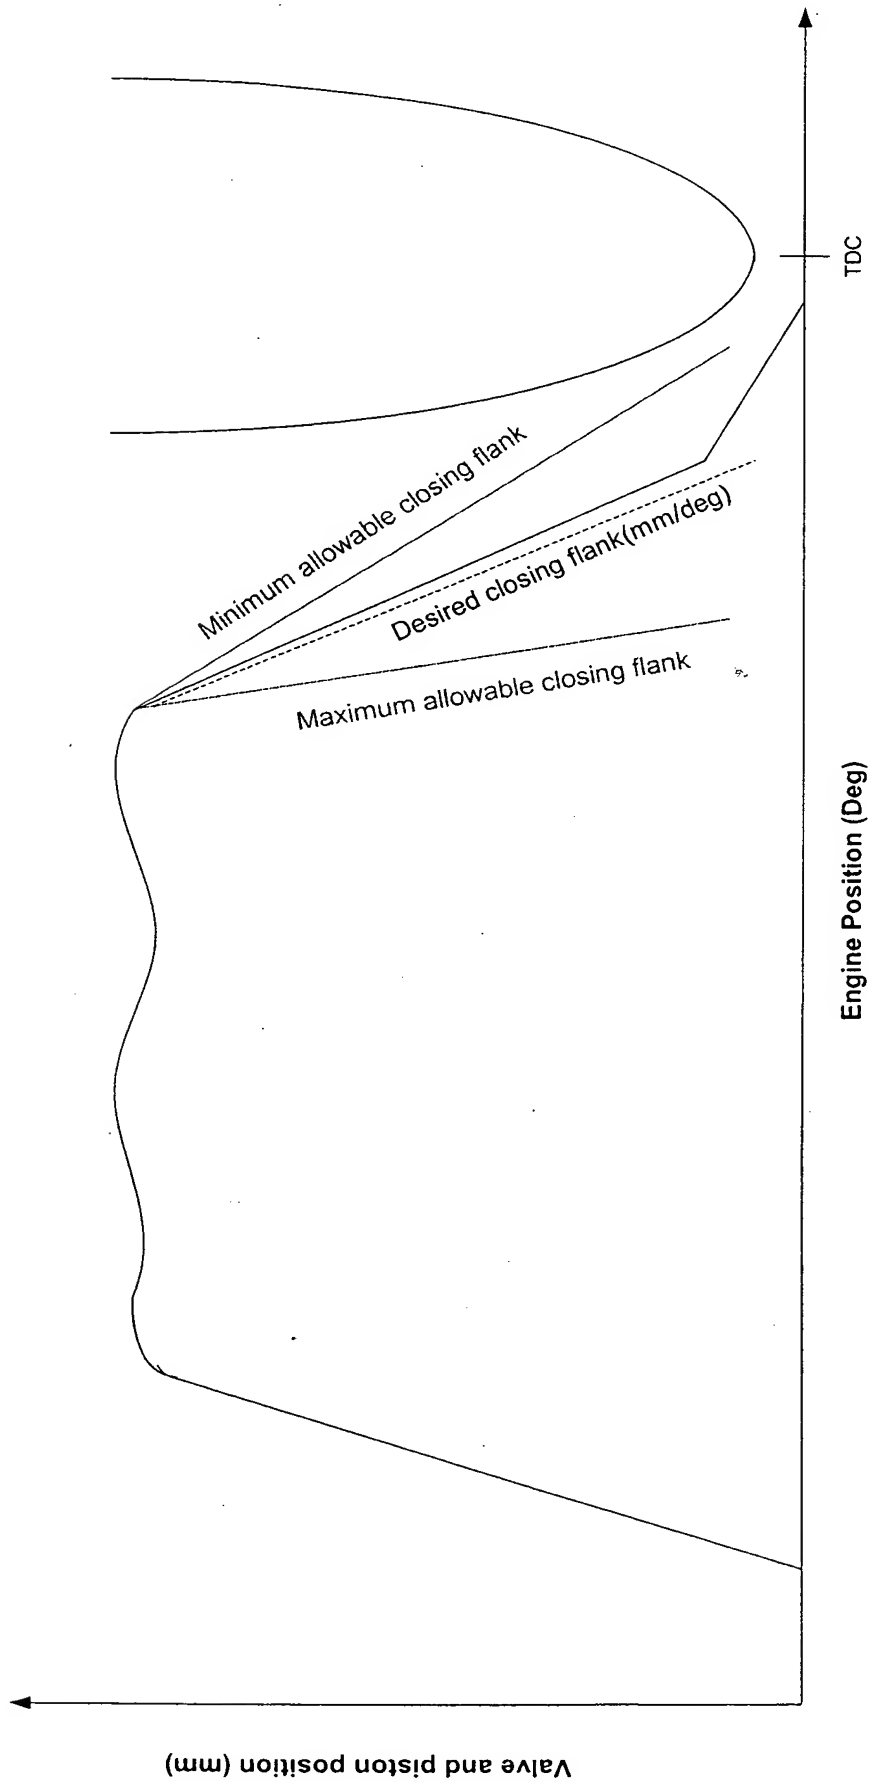 Minimum allowable closing flank
Desired closing flank(mm/deg)
Maximum allowable closing flank
TDC
Engine Position (Deg)
Valve and piston position (mm)